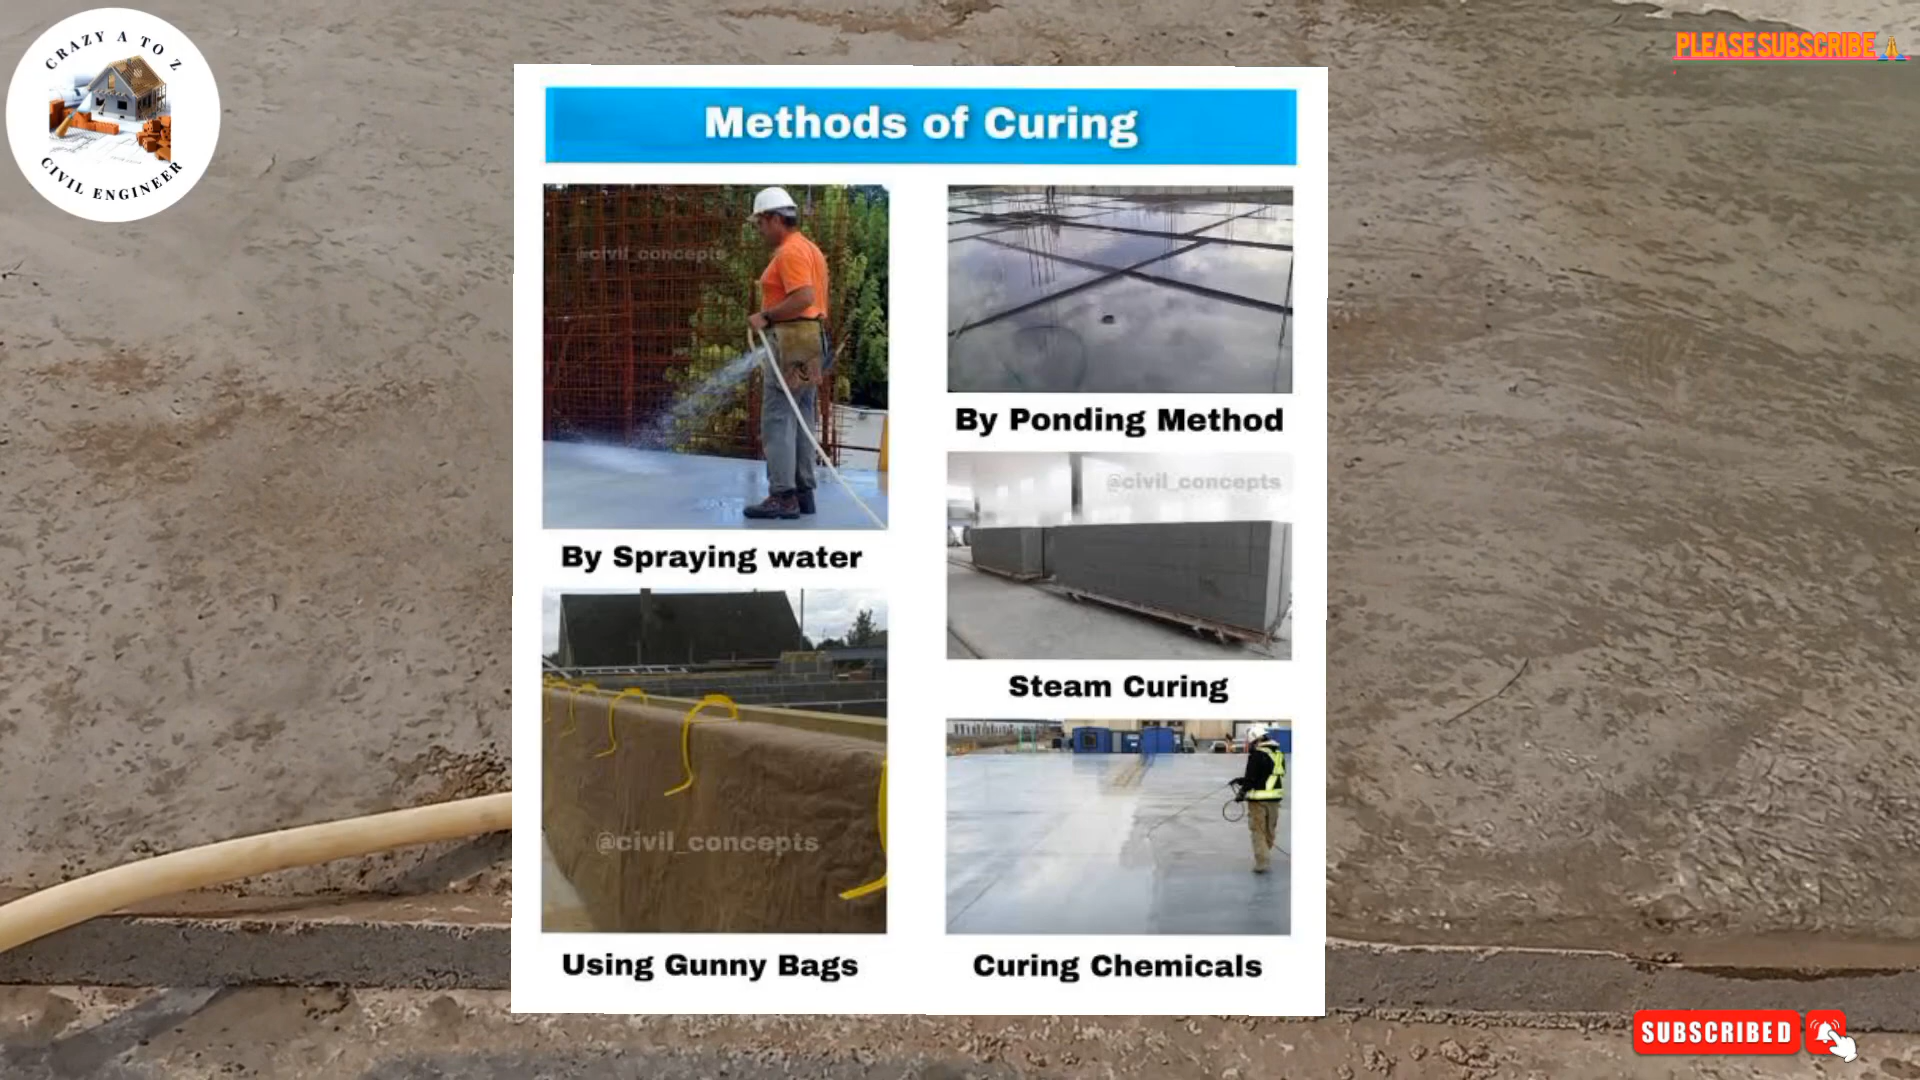 CRAZY A TO Z
CIVIL ENGINEER
PLEASE SUBSCRIBE
Methods of Curing
@civil_concepts
By Spraying water
@civil_concepts
Using Gunny Bags
By Ponding Method
@civil_concepts
Steam Curing
Curing Chemicals
SUBSCRIBED